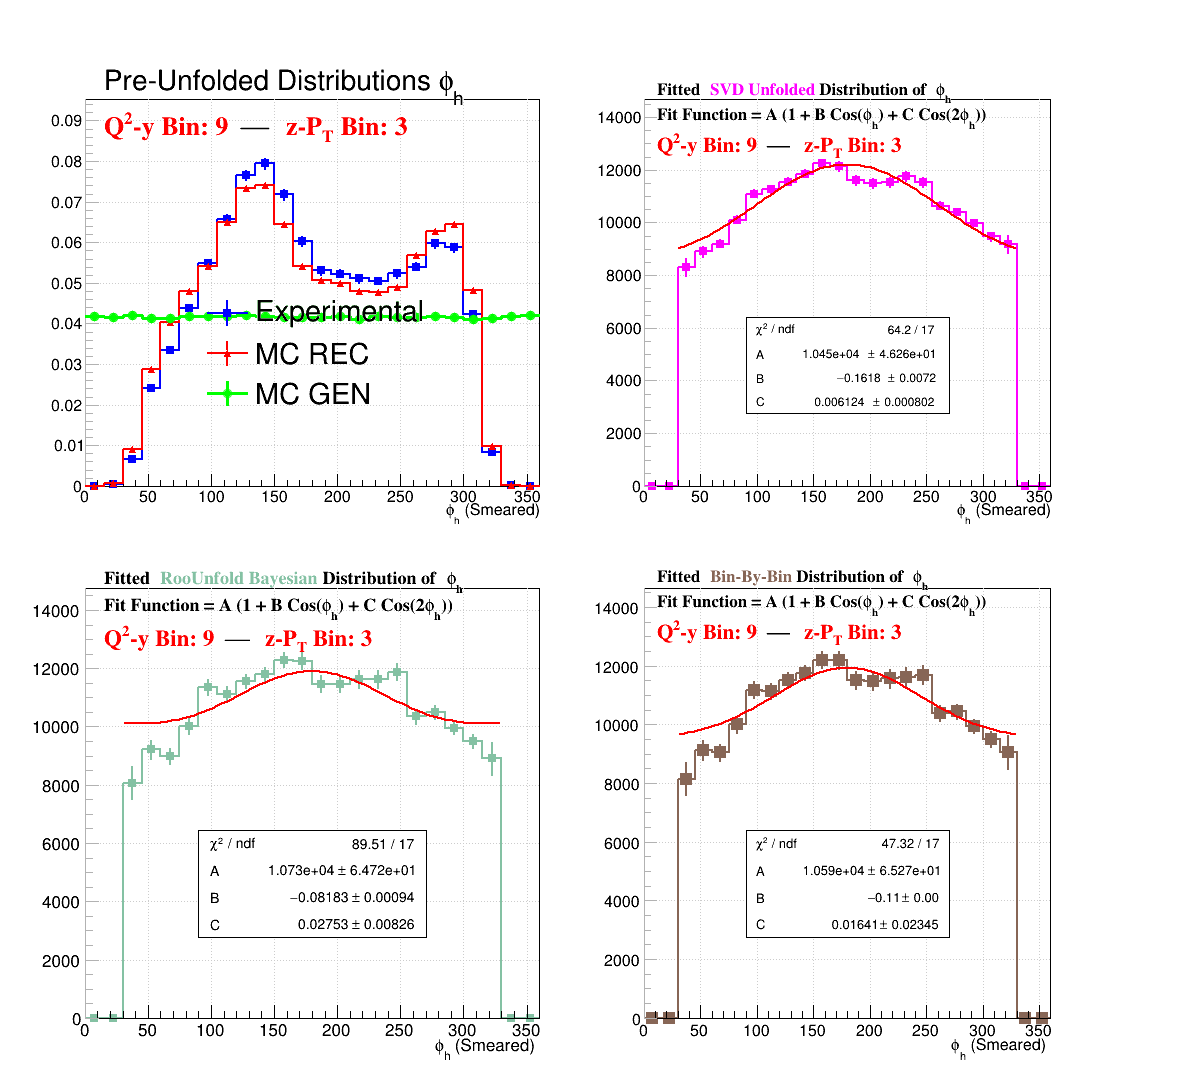 Pre-Unfolded Distributions ϕh
Q2-y Bin: 9 — z-PT Bin: 3
0.09
0.08
0.07
0.06
0.05
0.04
0.03
0.02
0.01
0
Experimental
MC REC
MC GEN
0 50 100 150 200 250 300 350
ϕh (Smeared)
Fitted SVD Unfolded Distribution of ϕh
Fit Function = A (1 + B Cos(ϕh) + C Cos(2ϕh))
Q2-y Bin: 9 — z-PT Bin: 3
14000
12000
10000
8000
6000
4000
2000
0
χ2 / ndf 64.2 / 17
A 1.045e+04 ± 4.626e+01
B −0.1618 ± 0.0072
C 0.006124 ± 0.000802
0 50 100 150 200 250 300 350
ϕh (Smeared)
Fitted RooUnfold Bayesian Distribution of ϕh
Fit Function = A (1 + B Cos(ϕh) + C Cos(2ϕh))
Q2-y Bin: 9 — z-PT Bin: 3
14000
12000
10000
8000
6000
4000
2000
0
χ2 / ndf 89.51 / 17
A 1.073e+04 ± 6.472e+01
B −0.08183 ± 0.00094
C 0.02753 ± 0.00826
0 50 100 150 200 250 300 350
ϕh (Smeared)
Fitted Bin-By-Bin Distribution of ϕh
Fit Function = A (1 + B Cos(ϕh) + C Cos(2ϕh))
Q2-y Bin: 9 — z-PT Bin: 3
14000
12000
10000
8000
6000
4000
2000
0
χ2 / ndf 47.32 / 17
A 1.059e+04 ± 6.527e+01
B −0.11 ± 0.00
C 0.01641 ± 0.02345
0 50 100 150 200 250 300 350
ϕh (Smeared)